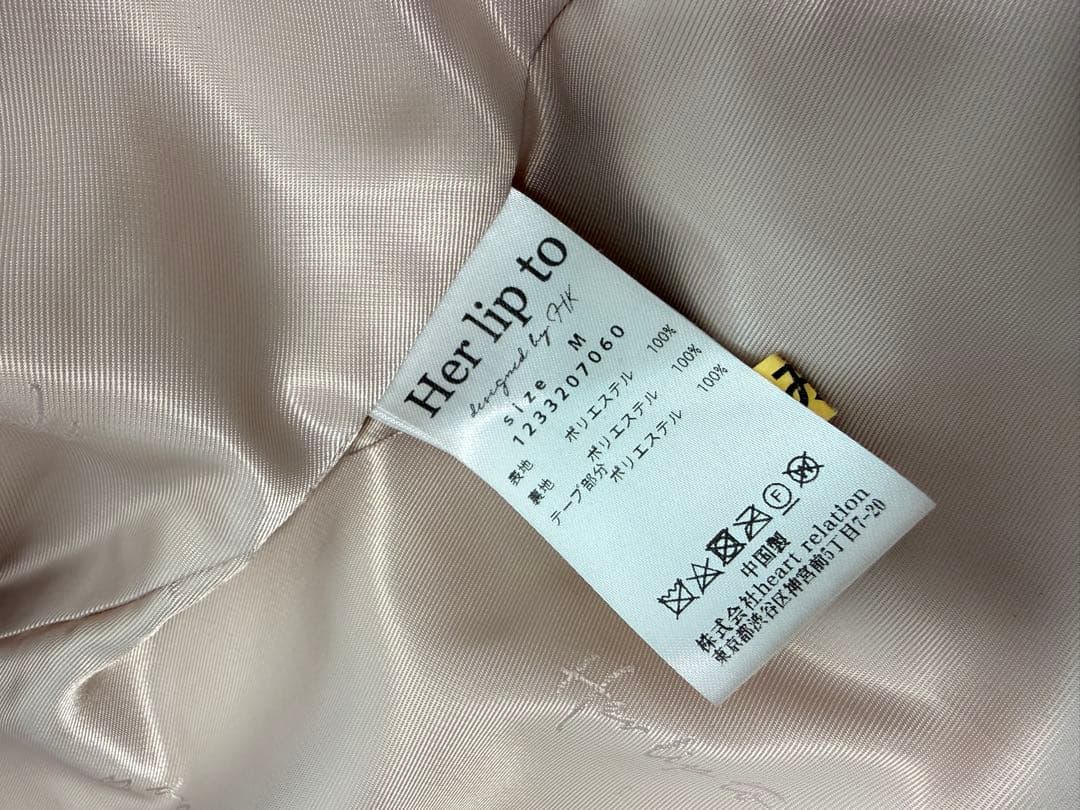 Her lip to
designed by HK
size M
1233207060
表地 ポリエステル 100%
裏地 ポリエステル 100%
テープ部分 ポリエステル 100%
F
W
中国製
株式会社heart relation
東京都渋谷区神宮前5丁目7-20